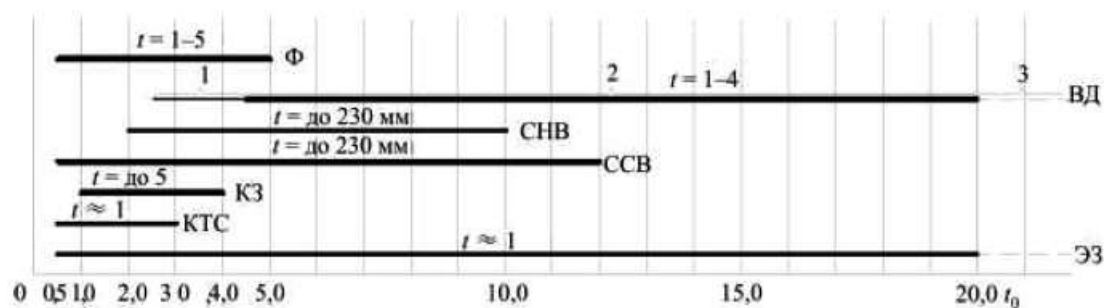 t = 1–5
Ф
1
2
t = 1–4
3
ВД
t = до 230 мм
СНВ
t = до 230 мм
ССВ
t = до 5
КЗ
t ≈ 1
КТС
t ≈ 1
ЭЗ
0 0,5 1,0 2,0 3 0 ,4,0 5,0 10,0 15,0 20,0 t₀